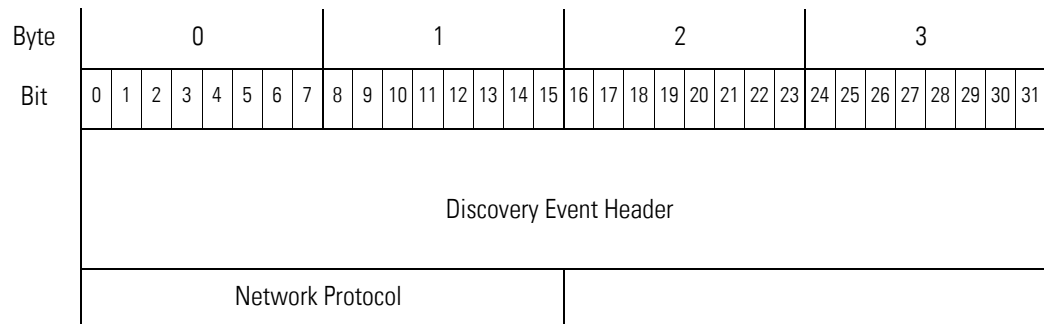 Byte 0 1 2 3
Bit 0 1 2 3 4 5 6 7 8 9 10 11 12 13 14 15 16 17 18 19 20 21 22 23 24 25 26 27 28 29 30 31
Discovery Event Header
Network Protocol